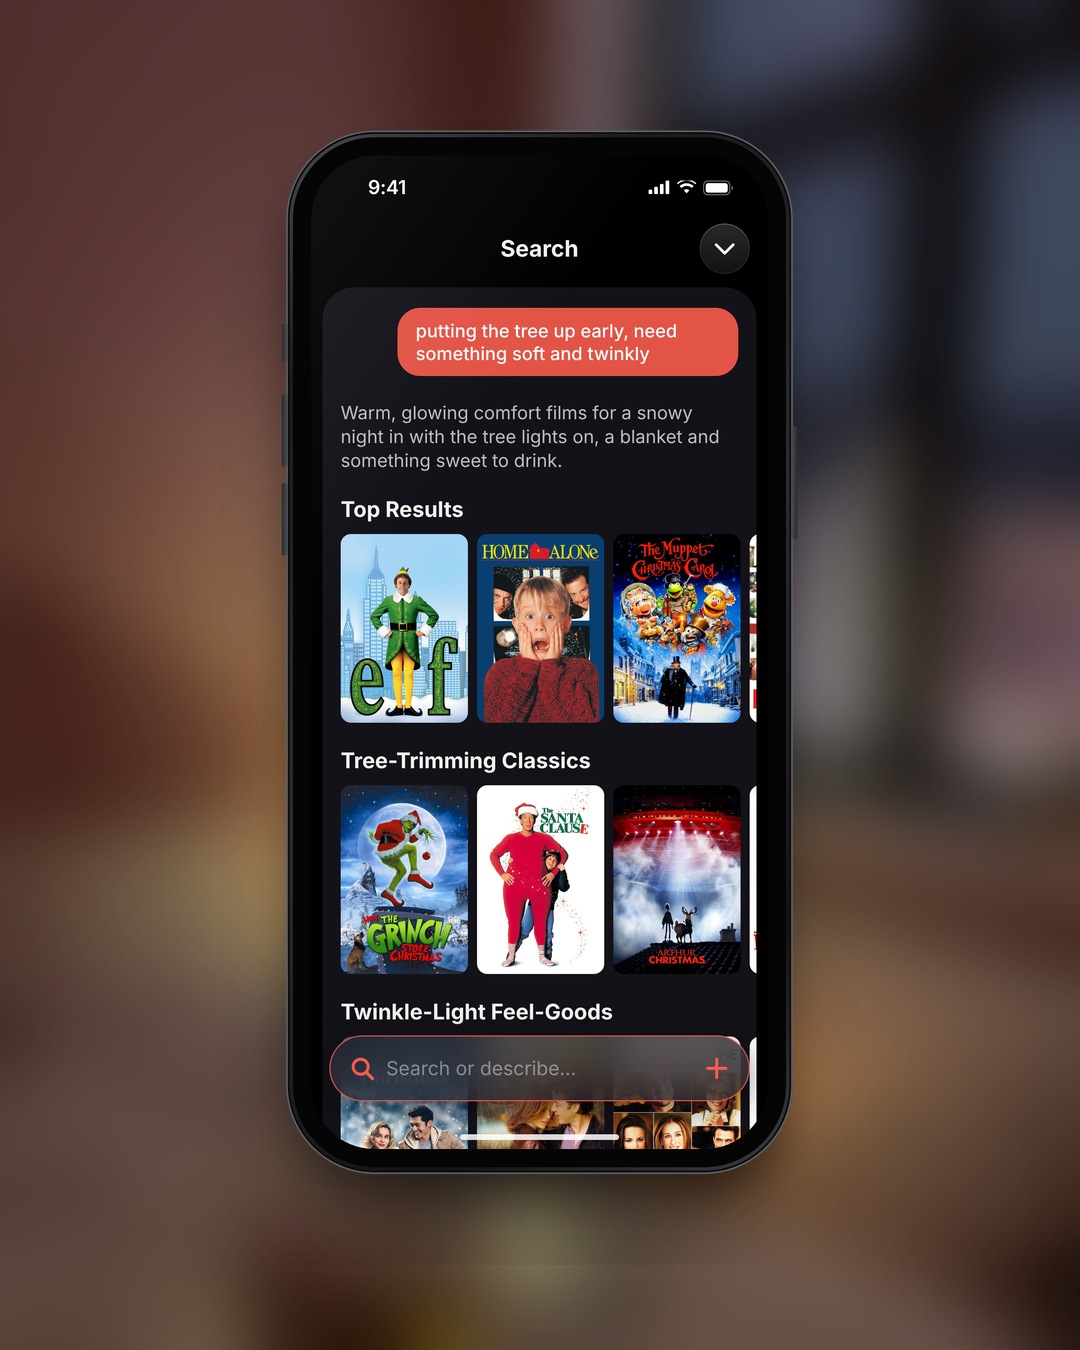 9:41
Search
putting the tree up early, need
something soft and twinkly
Warm, glowing comfort films for a snowy
night in with the tree lights on, a blanket and
something sweet to drink.
Top Results
elf
HOME ALONe
The Muppet
CHRISTMAS CAROL
Tree-Trimming Classics
THE
GRINCH
STOLE
CHRISTMAS
The
SANTA
CLAUSE
ARTHUR
CHRISTMAS
Twinkle-Light Feel-Goods
Search or describe...